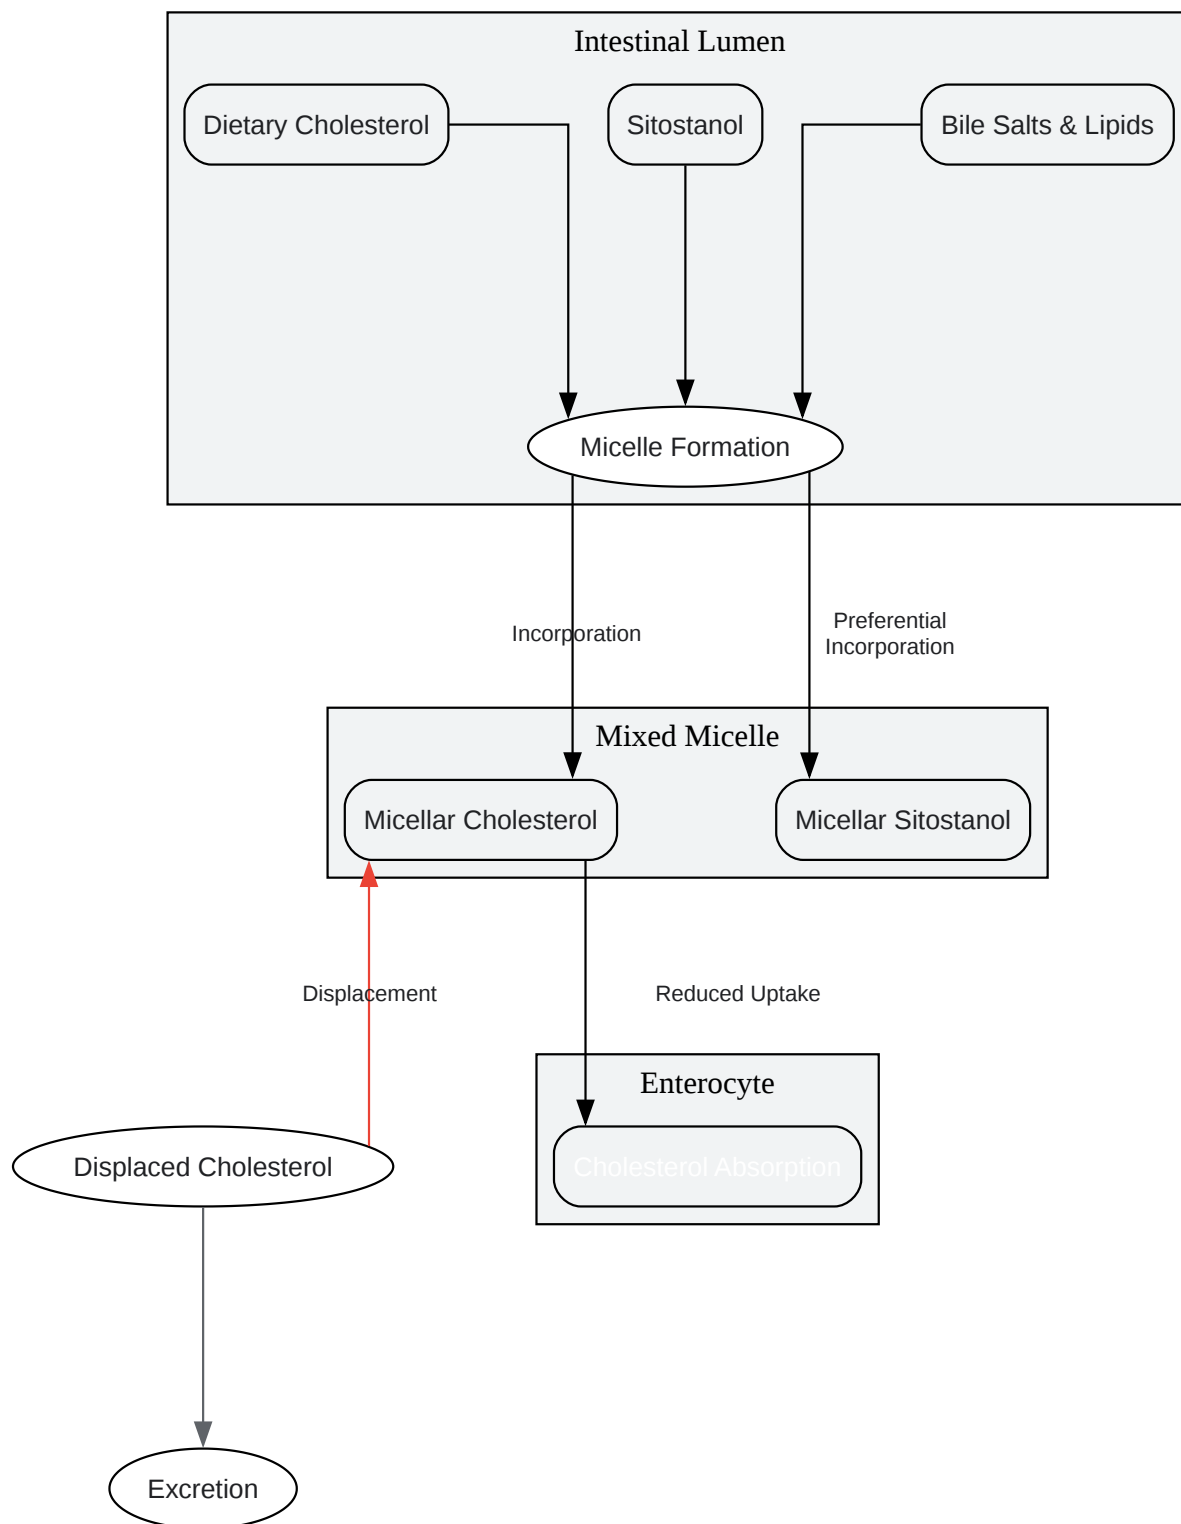 Intestinal Lumen
Dietary Cholesterol
Sitostanol
Bile Salts & Lipids
Micelle Formation
Incorporation
Preferential
Incorporation
Mixed Micelle
Micellar Cholesterol
Micellar Sitostanol
Displacement
Reduced Uptake
Enterocyte
Cholesterol Absorption
Displaced Cholesterol
Excretion